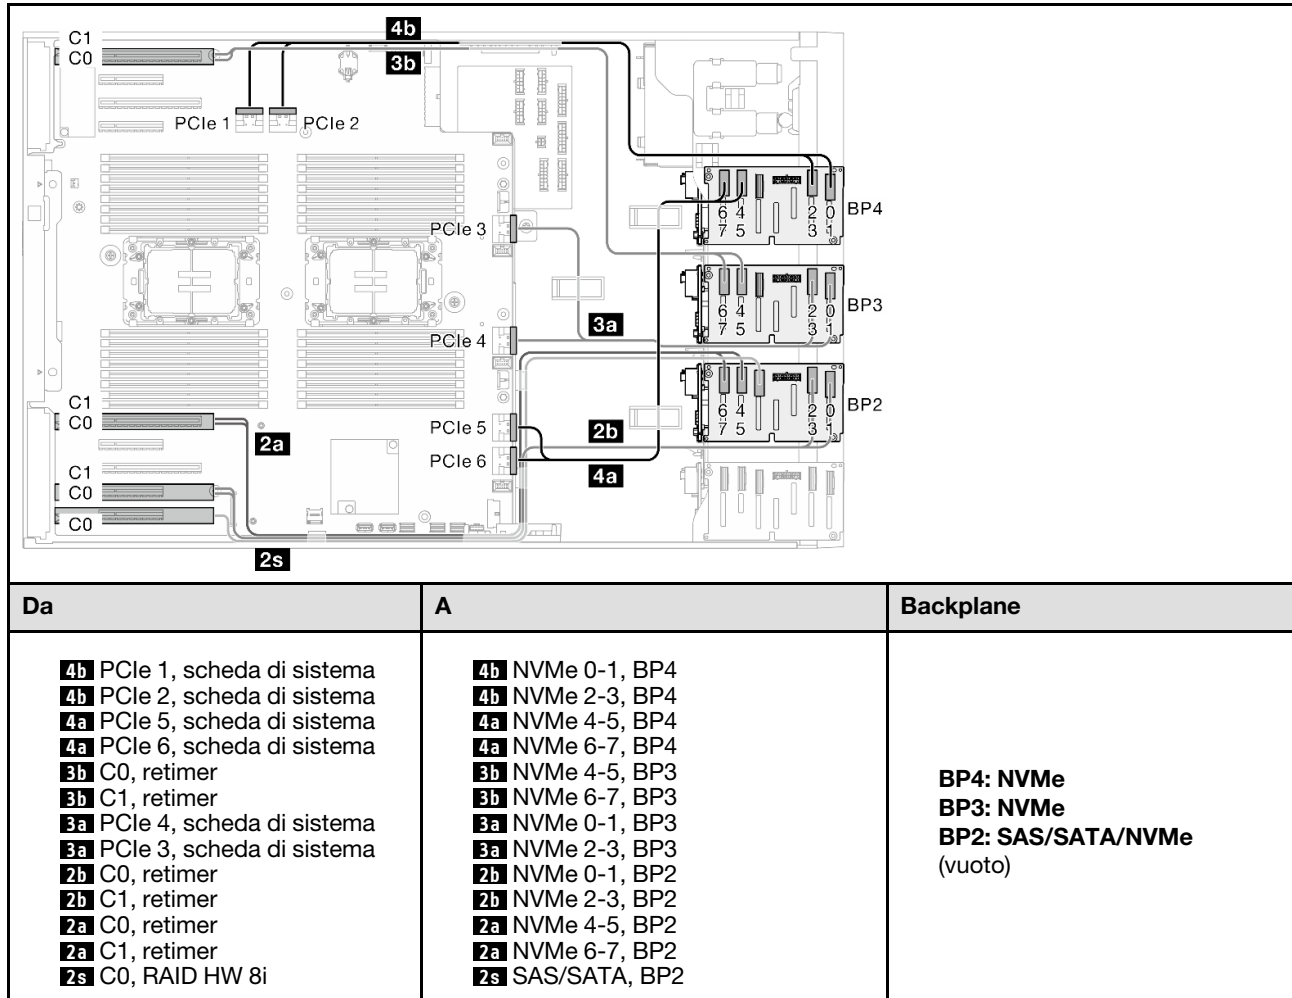 C1
C0
4b
3b
PCIe 1
PCIe 2
PCIe 3
PCIe 4
PCIe 5
PCIe 6
3a
2b
4a
C1
C0
2a
C1
C0
C0
2s
6 4 2 0
7 5 3 1
BP4
6 4 2 0
7 5 3 1
BP3
6 4 2 0
7 5 3 1
BP2
Da
A
Backplane
4b PCIe 1, scheda di sistema
4b PCIe 2, scheda di sistema
4a PCIe 5, scheda di sistema
4a PCIe 6, scheda di sistema
3b C0, retimer
3b C1, retimer
3a PCIe 4, scheda di sistema
3a PCIe 3, scheda di sistema
2b C0, retimer
2b C1, retimer
2a C0, retimer
2a C1, retimer
2s C0, RAID HW 8i
4b NVMe 0-1, BP4
4b NVMe 2-3, BP4
4a NVMe 4-5, BP4
4a NVMe 6-7, BP4
3b NVMe 4-5, BP3
3b NVMe 6-7, BP3
3a NVMe 0-1, BP3
3a NVMe 2-3, BP3
2b NVMe 0-1, BP2
2b NVMe 2-3, BP2
2a NVMe 4-5, BP2
2a NVMe 6-7, BP2
2s SAS/SATA, BP2
BP4: NVMe
BP3: NVMe
BP2: SAS/SATA/NVMe
(vuoto)